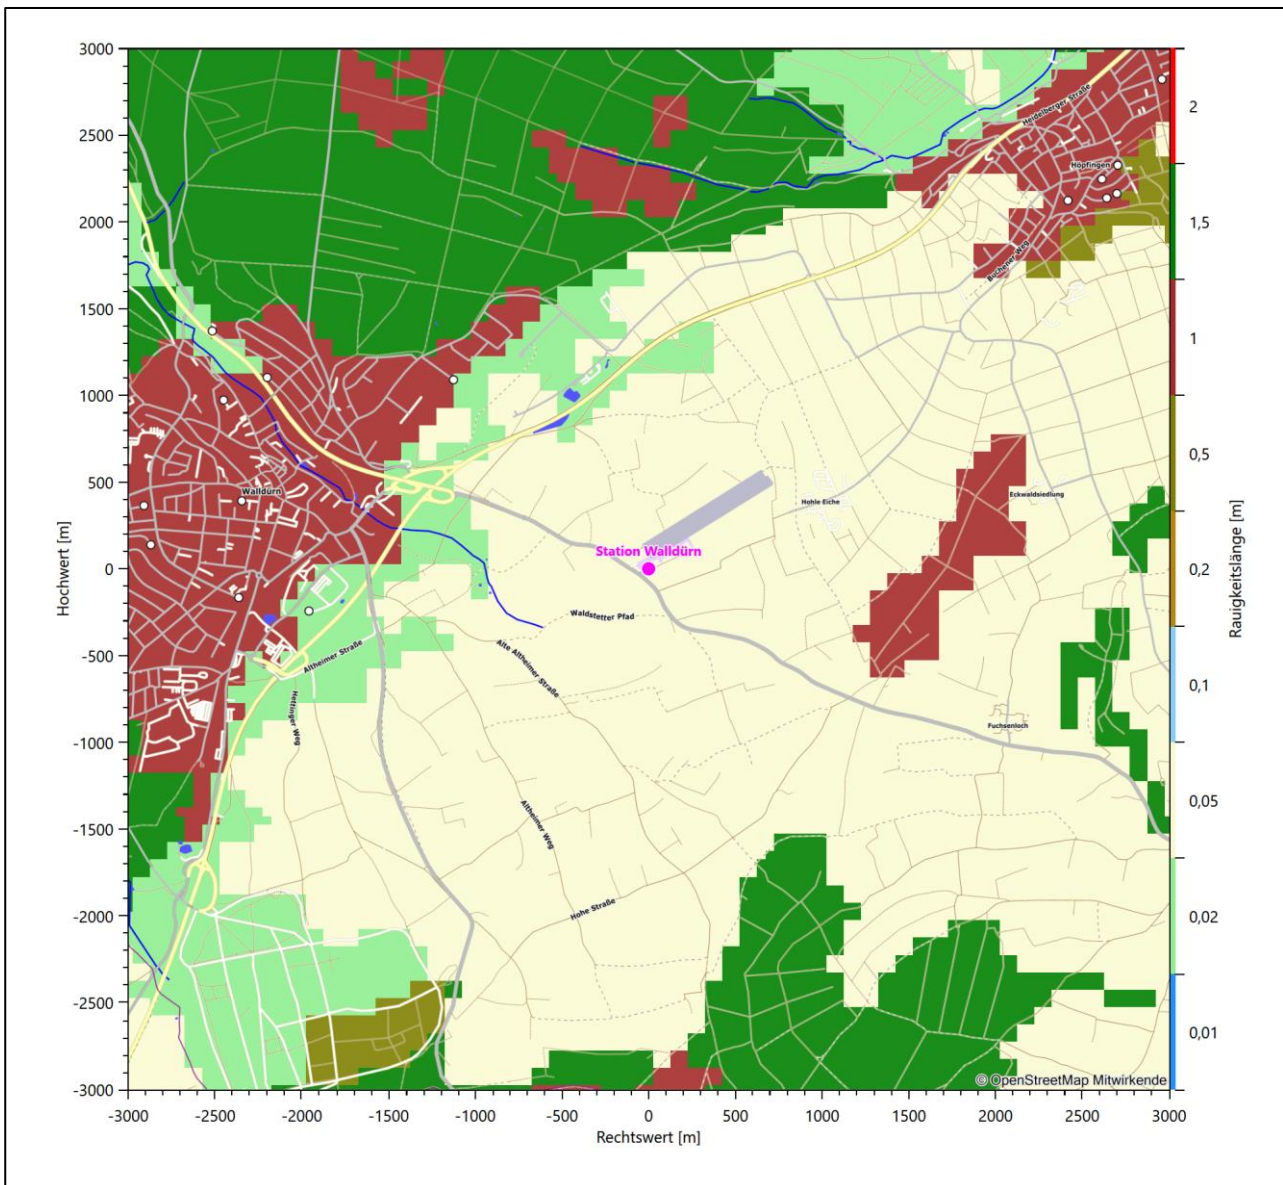 3000
2500
2000
1500
1000
500
0
-500
-1000
-1500
-2000
-2500
-3000
Hochwert [m]
Heidelberger Straße
Höpfingen
Buchener Weg
Walldürn
Hohle Eiche
Eckwaldsiedlung
Station Walldürn
Waldstetter Pfad
Altheimer Straße
Alte Altheimer Straße
Hettinger Weg
Fuchsenloch
Altheimer Weg
Hohe Straße
© OpenStreetMap Mitwirkende
-3000 -2500 -2000 -1500 -1000 -500 0 500 1000 1500 2000 2500 3000
Rechtswert [m]
2
1,5
1
0,5
0,2
0,1
0,05
0,02
0,01
Rauigkeitslänge [m]